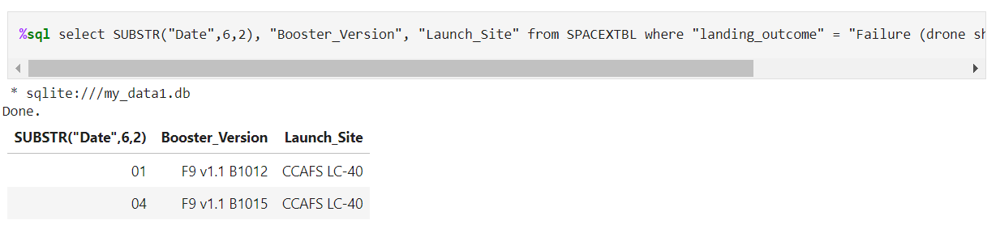 %sql select SUBSTR("Date",6,2), "Booster_Version", "Launch_Site" from SPACEXTBL where "landing_outcome" = "Failure (drone sh
* sqlite:///my_data1.db
Done.
SUBSTR("Date",6,2) Booster_Version Launch_Site
01 F9 v1.1 B1012 CCAFS LC-40
04 F9 v1.1 B1015 CCAFS LC-40